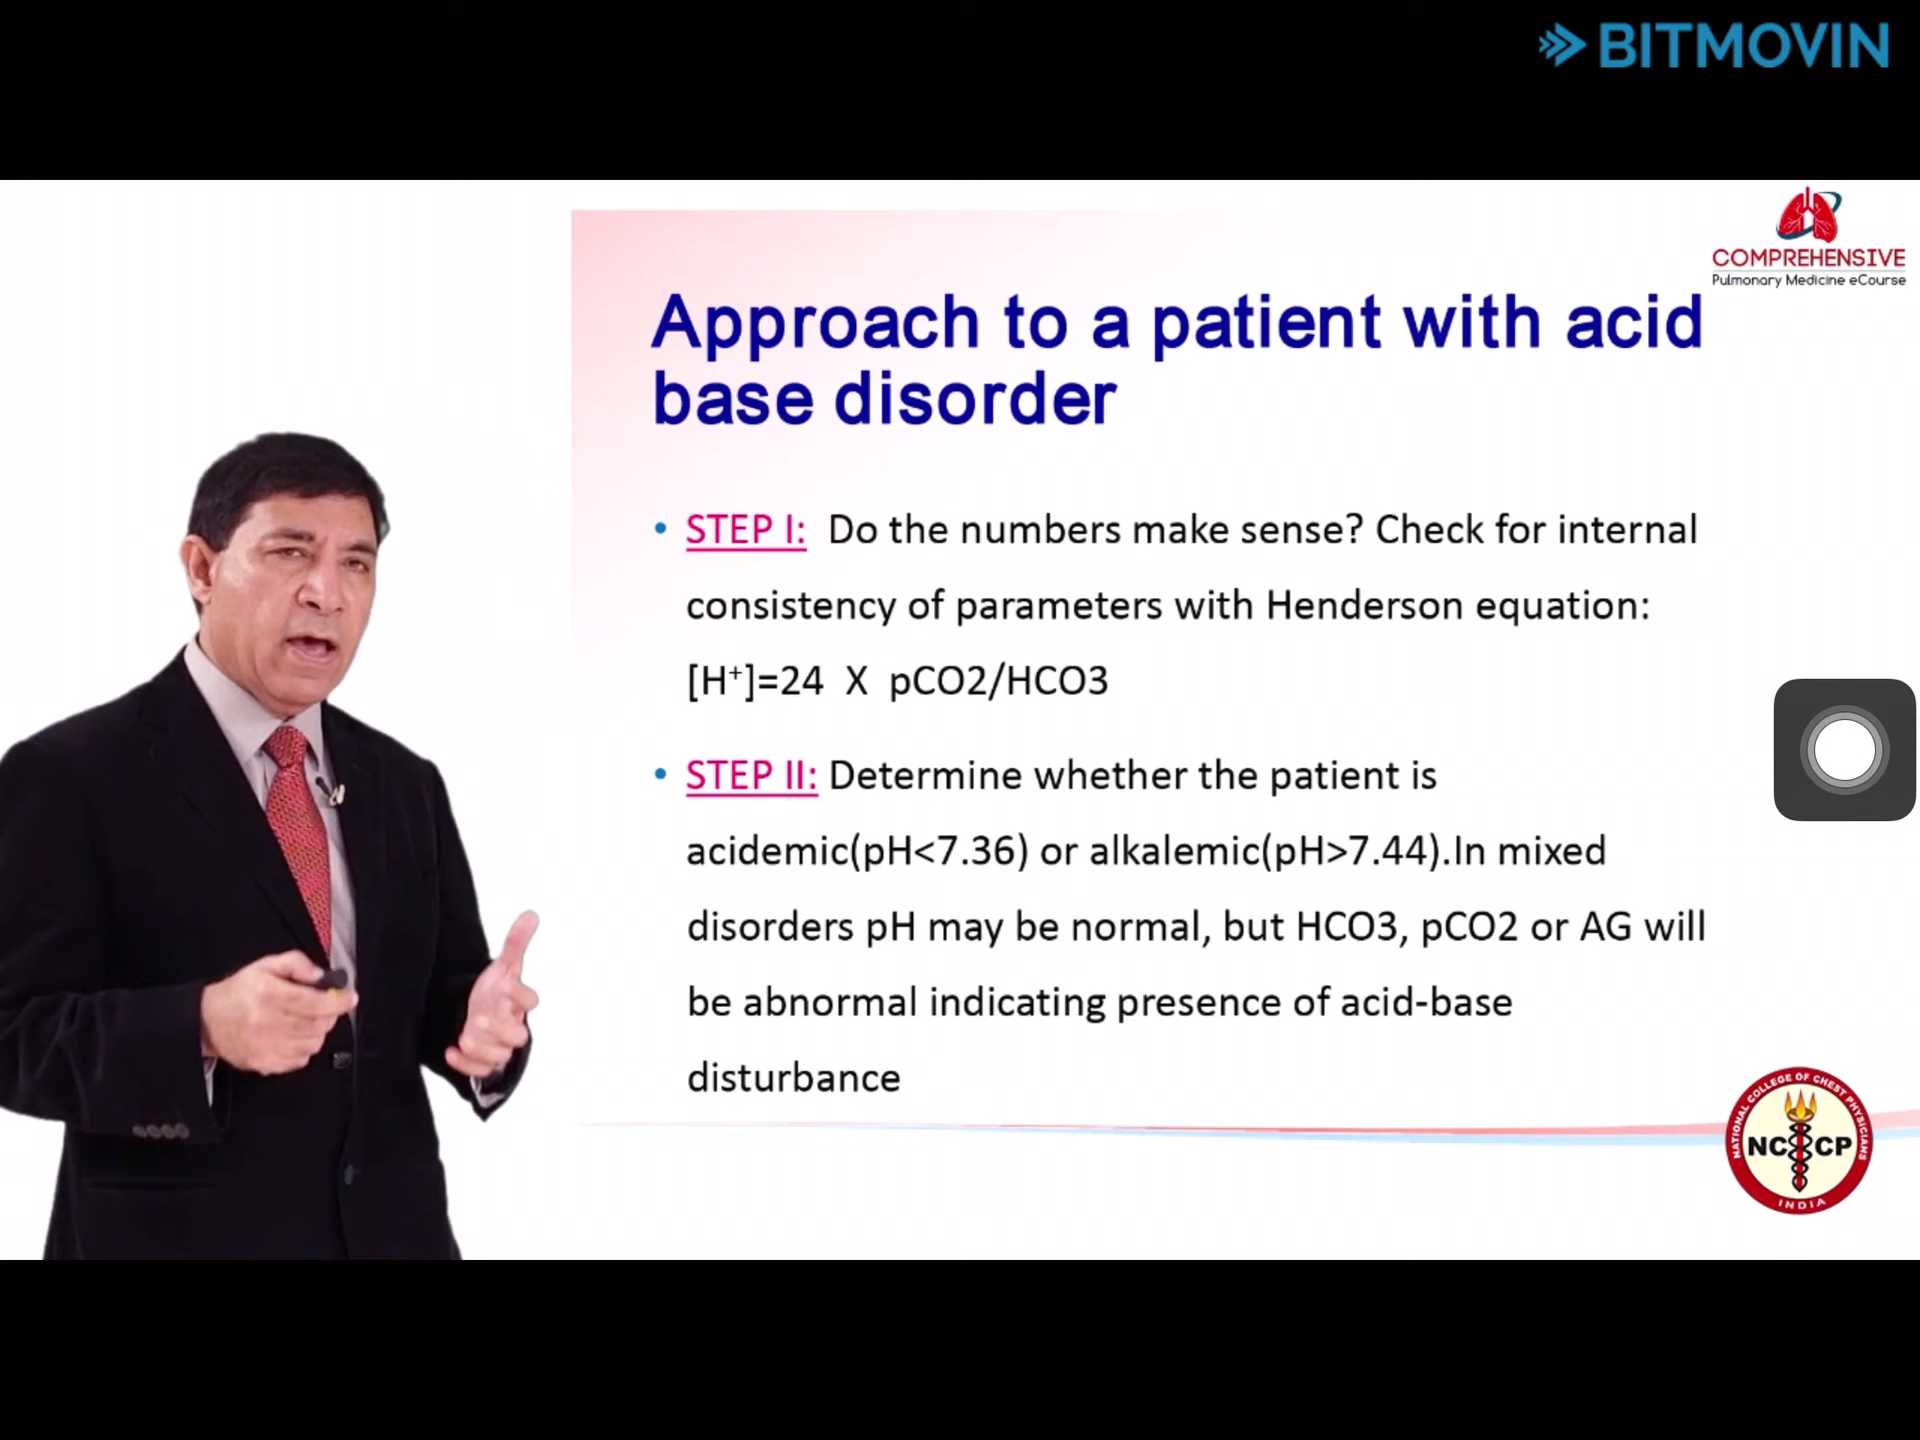 BITMOVIN
COMPREHENSIVE
Pulmonary Medicine eCourse
Approach to a patient with acid
base disorder
• STEP I: Do the numbers make sense? Check for internal
consistency of parameters with Henderson equation:
[H⁺]=24 X pCO2/HCO3
• STEP II: Determine whether the patient is
acidemic(pH<7.36) or alkalemic(pH>7.44).In mixed
disorders pH may be normal, but HCO3, pCO2 or AG will
be abnormal indicating presence of acid-base
disturbance
NATIONAL COLLEGE OF CHEST PHYSICIANS
NCCP
INDIA